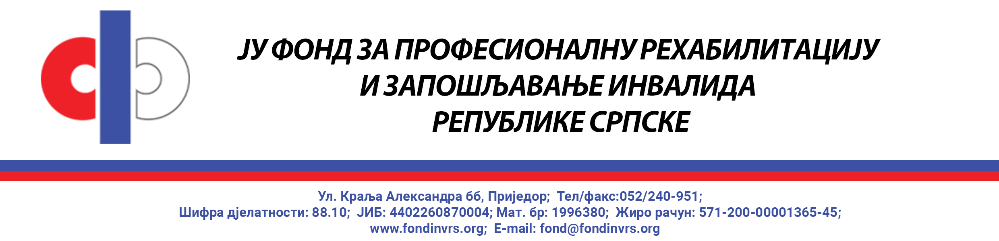 ЈУ ФОНД ЗА ПРОФЕСИОНАЛНУ РЕХАБИЛИТАЦИЈУ
И ЗАПОШЉАВАЊЕ ИНВАЛИДА
РЕПУБЛИКЕ СРПСКЕ
Ул. Краља Александра бб, Приједор; Тел/факс:052/240-951;
Шифра дјелатности: 88.10; ЈИБ: 4402260870004; Мат. бр: 1996380; Жиро рачун: 571-200-00001365-45;
www.fondinvrs.org; E-mail: fond@fondinvrs.org